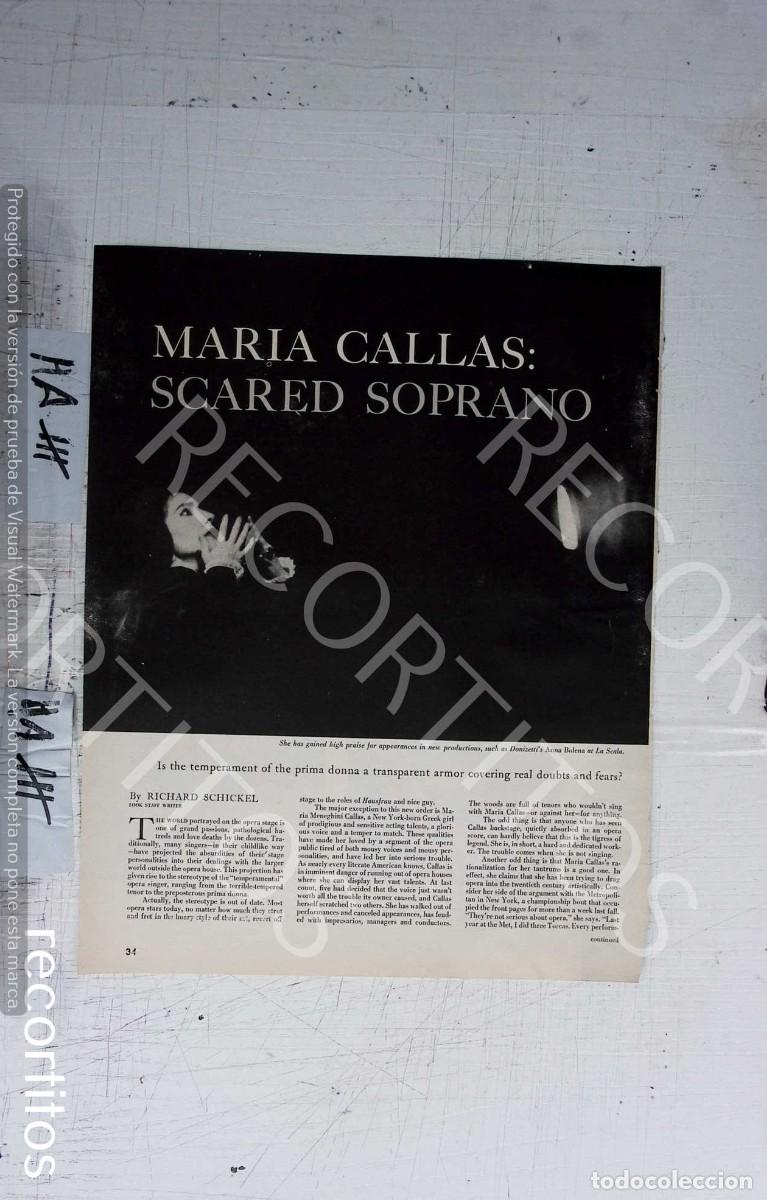 MARIA CALLAS:
SCARED SOPRANO
She has gained high praise for appearances in new productions, such as Donizetti's Anna Bolena at La Scala.
Is the temperament of the prima donna a transparent armor covering real doubts and fears?
By RICHARD SCHICKEL
LOOK STAFF WRITER
THE WORLD portrayed on the opera stage is
one of grand passions, pathological ha-
treds and love deaths by the dozens. Tra-
ditionally, many singers—in their childlike way
—have projected the absurdities of their stage
personalities into their dealings with the larger
world outside the opera house. This projection has
given rise to the stereotype of the "temperamental"
opera singer, ranging from the terrible-tempered
tenor to the preposterous prima donna.
Actually, the stereotype is out of date. Most
opera stars today, no matter how much they strut
and fret in the hoary style of their art, revert off
stage to the roles of Hausfrau and nice guy.
The major exception to this new order is Ma-
ria Meneghini Callas, a New York-born Greek girl
of prodigious and sensitive acting talents, a glori-
ous voice and a temper to match. These qualities
have made her loved by a segment of the opera
public tired of both mousy voices and mousy per-
sonalities, and have led her into serious trouble.
As nearly every literate American knows, Callas is
in imminent danger of running out of opera houses
where she can display her vast talents. At last
count, five had decided that the voice just wasn't
worth all the trouble its owner caused, and Callas
herself scratched two others. She has walked out of
performances and canceled appearances, has feud-
ed with impresarios, managers and conductors.
The woods are full of tenors who wouldn't sing
with Maria Callas—or against her—for anything.
The odd thing is that anyone who has seen
Callas backstage, quietly absorbed in an opera
score, can hardly believe that this is the tigress of
legend. She is, in short, a hard and dedicated work-
er. The trouble comes when she is not singing.
Another odd thing is that Maria Callas's ra-
tionalization for her tantrums is a good one. In
effect, she claims that she has been trying to drag
opera into the twentieth century artistically. Con-
sider her side of the argument with the Metropoli-
tan in New York, a championship bout that occu-
pied the front pages for more than a week last fall.
"They're not serious about opera," she says. "Last
year at the Met, I did three Toscas. Every perform-
continued
34
HA
HA
RECORTITOS
RECORTITOS
RECORTITOS
Protegido con la versión de prueba de Visual Watermark. La versión completa no pone esta marca.
recortitos
todocoleccion